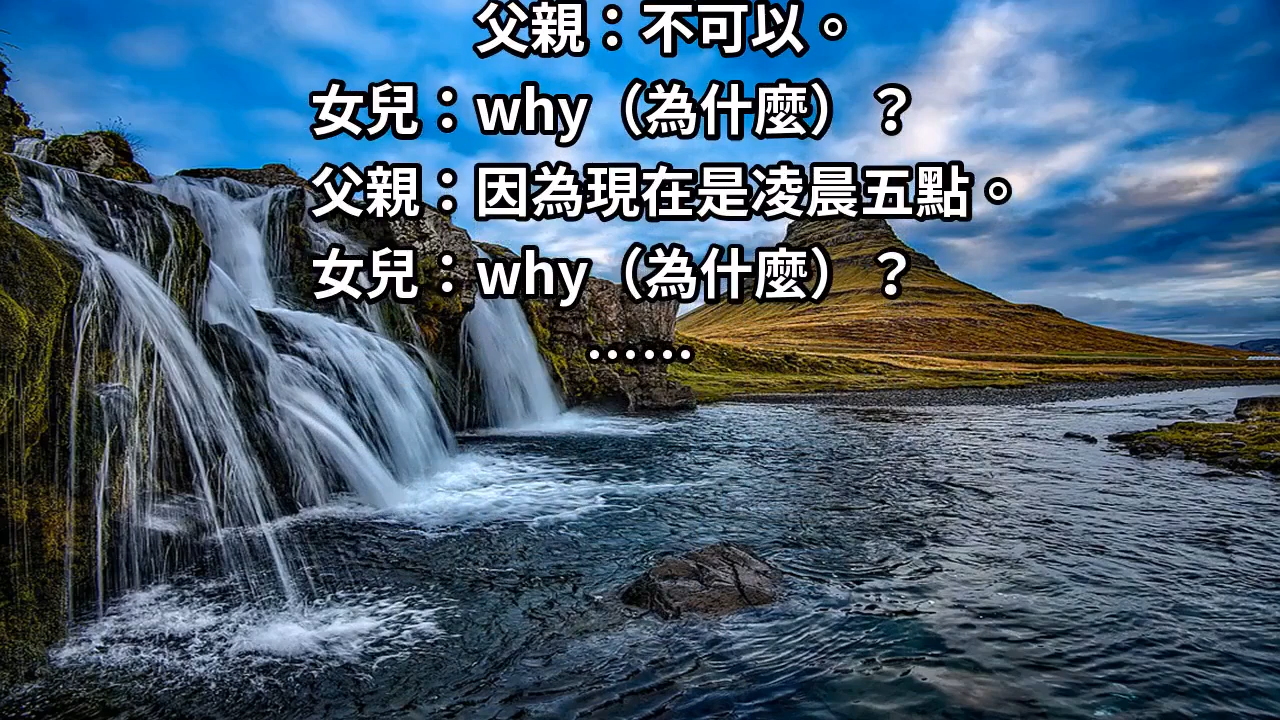 父親：不可以。
女兒：why（為什麼）？
父親：因為現在是凌晨五點。
女兒：why（為什麼）？
……